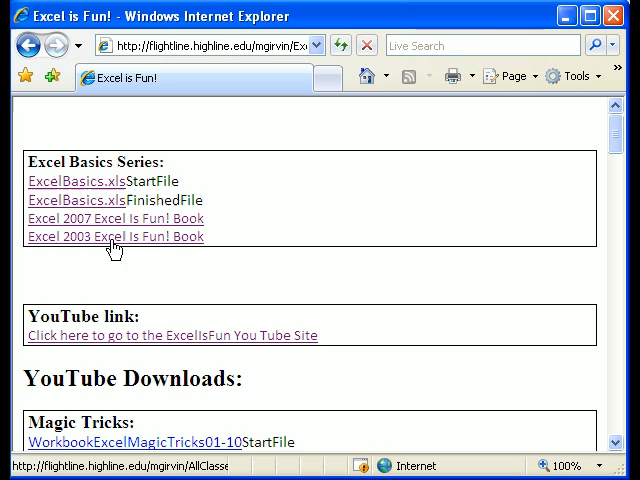 Excel is Fun! - Windows Internet Explorer
http://flightline.highline.edu/mgirvin/Exc
Live Search
Excel is Fun!
Page
Tools
Excel Basics Series:
ExcelBasics.xlsStartFile
ExcelBasics.xlsFinishedFile
Excel 2007 Excel Is Fun! Book
Excel 2003 Excel Is Fun! Book
YouTube link:
Click here to go to the ExcelIsFun You Tube Site
YouTube Downloads:
Magic Tricks:
WorkbookExcelMagicTricks01-10StartFile
http://flightline.highline.edu/mgirvin/AllClasse
Internet
100%